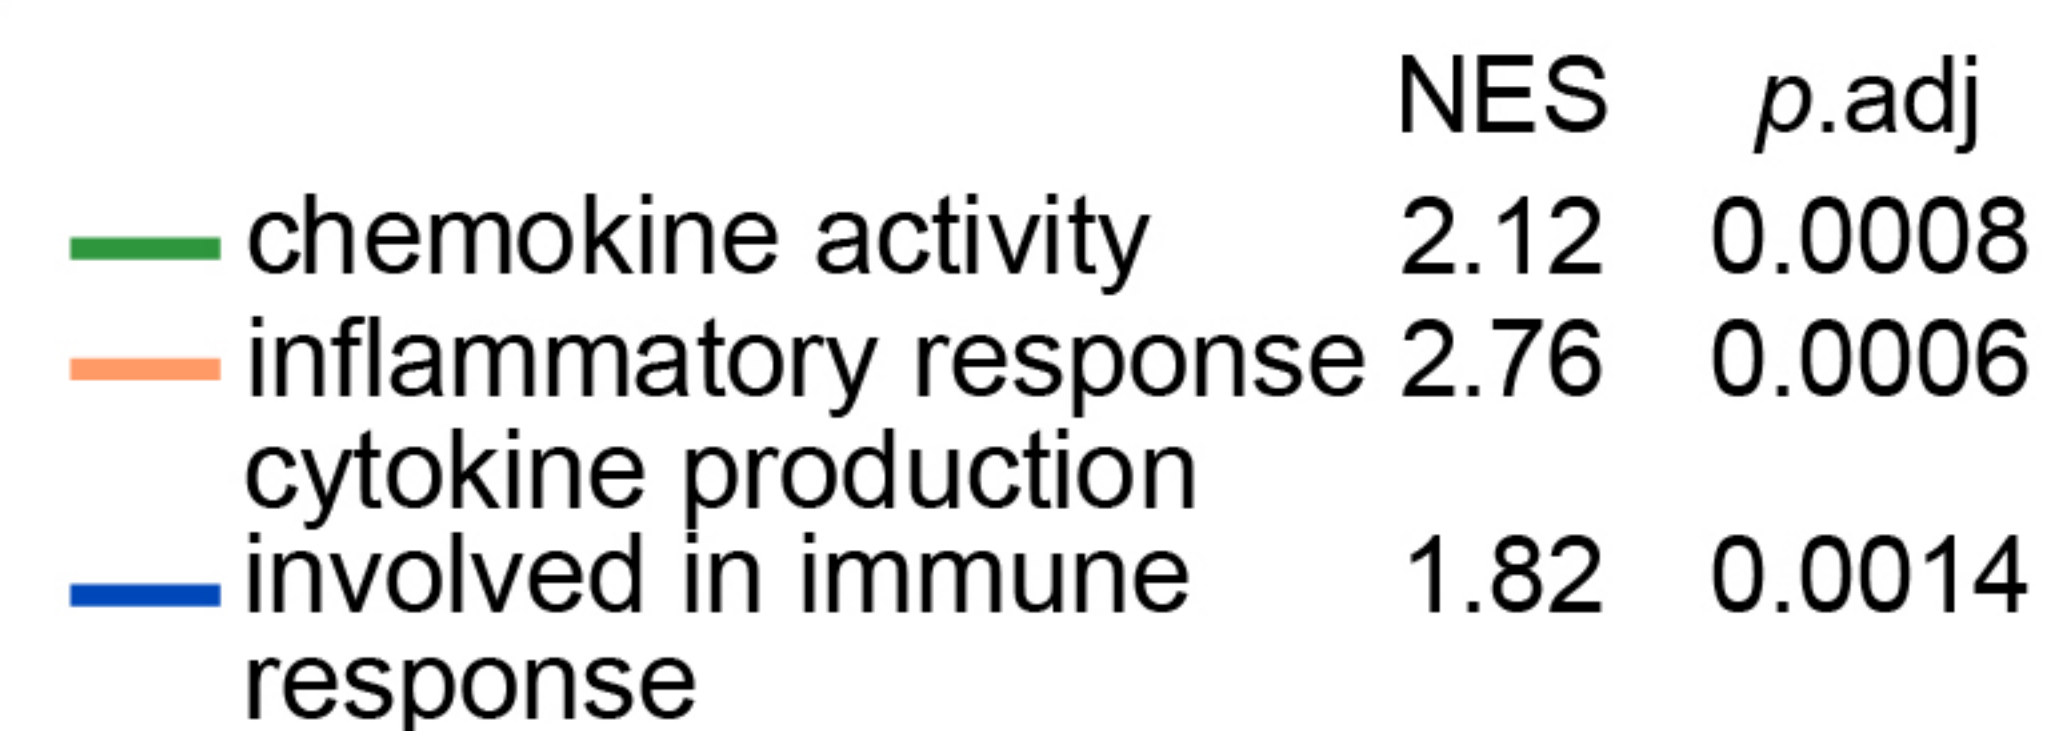 NES p.adj
chemokine activity 2.12 0.0008
inflammatory response 2.76 0.0006
cytokine production
involved in immune 1.82 0.0014
response